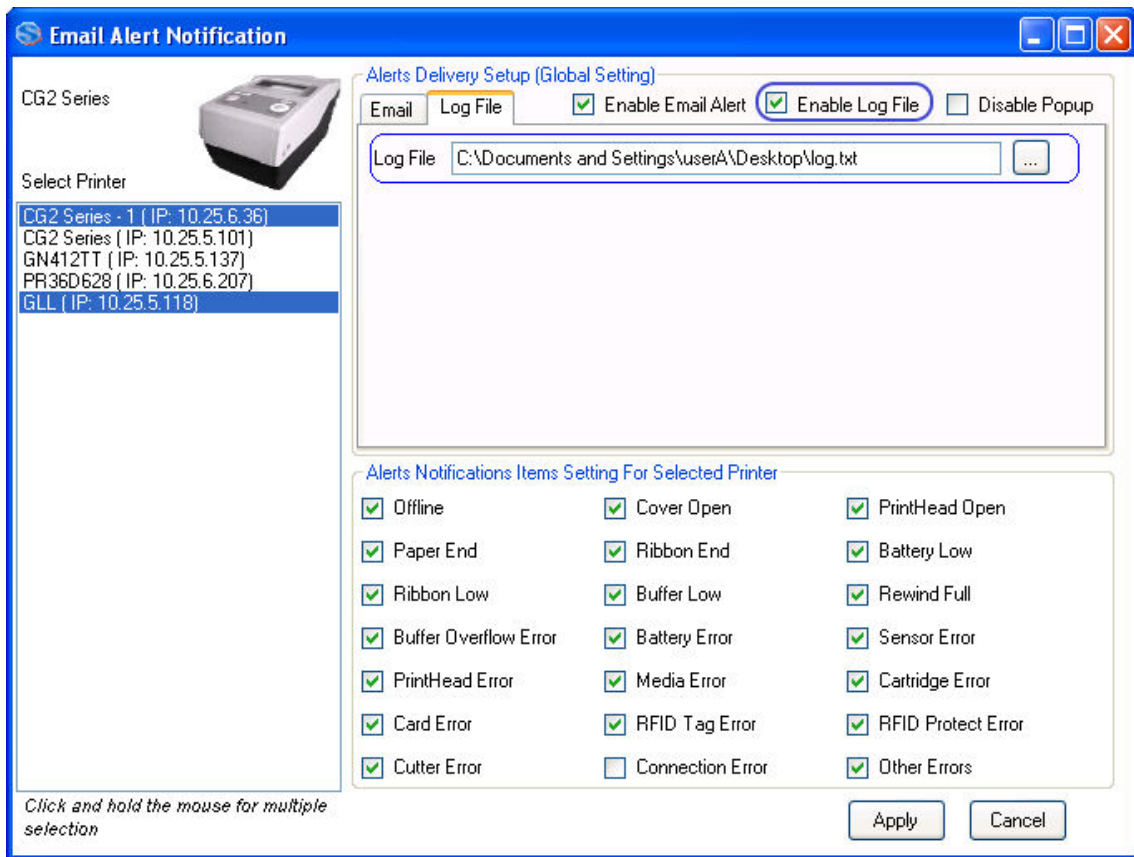 Email Alert Notification
CG2 Series
Select Printer
CG2 Series - 1 ( IP: 10.25.6.36)
CG2 Series ( IP: 10.25.5.101)
GN412TT ( IP: 10.25.5.137)
PR36D628 ( IP: 10.25.6.207)
GLL ( IP: 10.25.5.118)
Click and hold the mouse for multiple
selection
Alerts Delivery Setup (Global Setting)
Email Log File Enable Email Alert Enable Log File Disable Popup
Log File C:\Documents and Settings\userA\Desktop\log.txt ...
Alerts Notifications Items Setting For Selected Printer
Offline Cover Open PrintHead Open
Paper End Ribbon End Battery Low
Ribbon Low Buffer Low Rewind Full
Buffer Overflow Error Battery Error Sensor Error
PrintHead Error Media Error Cartridge Error
Card Error RFID Tag Error RFID Protect Error
Cutter Error Connection Error Other Errors
Apply Cancel